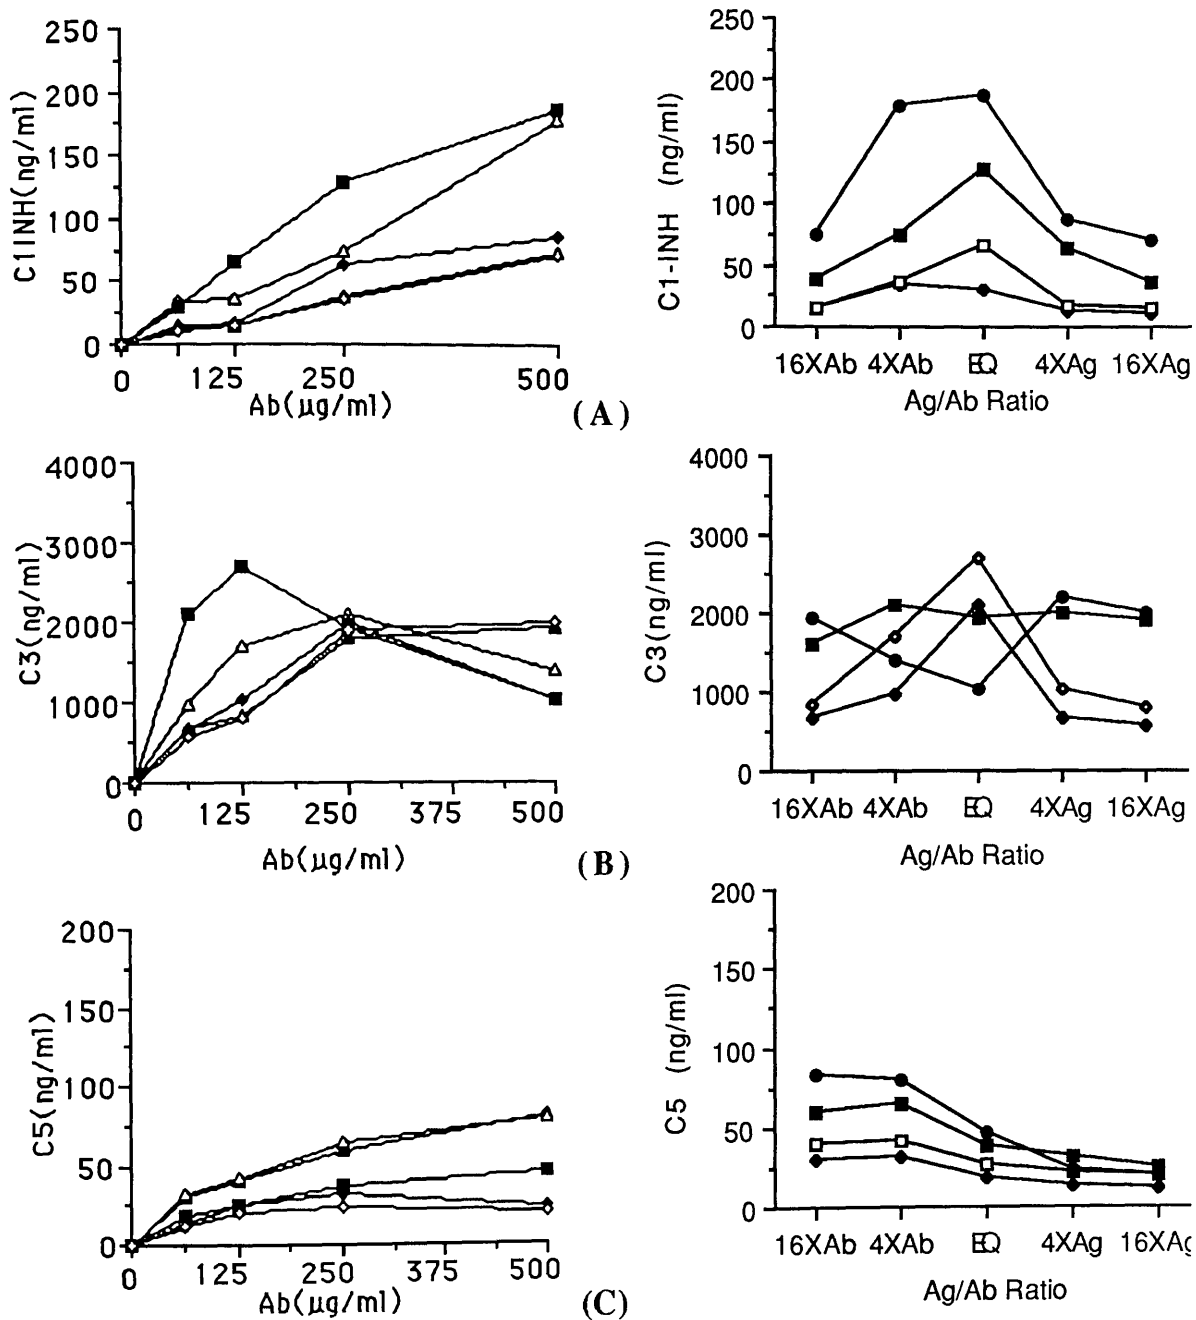 250
200
150
100
50
0
C1INH(ng/ml)
0 125 250 500
Ab(µg/ml)
250
200
150
100
50
0
C1-INH (ng/ml)
16XAb 4XAb EQ 4XAg 16XAg
Ag/Ab Ratio
(A)
4000
3000
2000
1000
0
C3(ng/ml)
0 125 250 375 500
Ab(µg/ml)
4000
3000
2000
1000
0
C3(ng/ml)
16XAb 4XAb EQ 4XAg 16XAg
Ag/Ab Ratio
(B)
200
150
100
50
0
C5(ng/ml)
0 125 250 375 500
Ab(µg/ml)
200
150
100
50
0
C5 (ng/ml)
16XAb 4XAb EQ 4XAg 16XAg
Ag/Ab Ratio
(C)